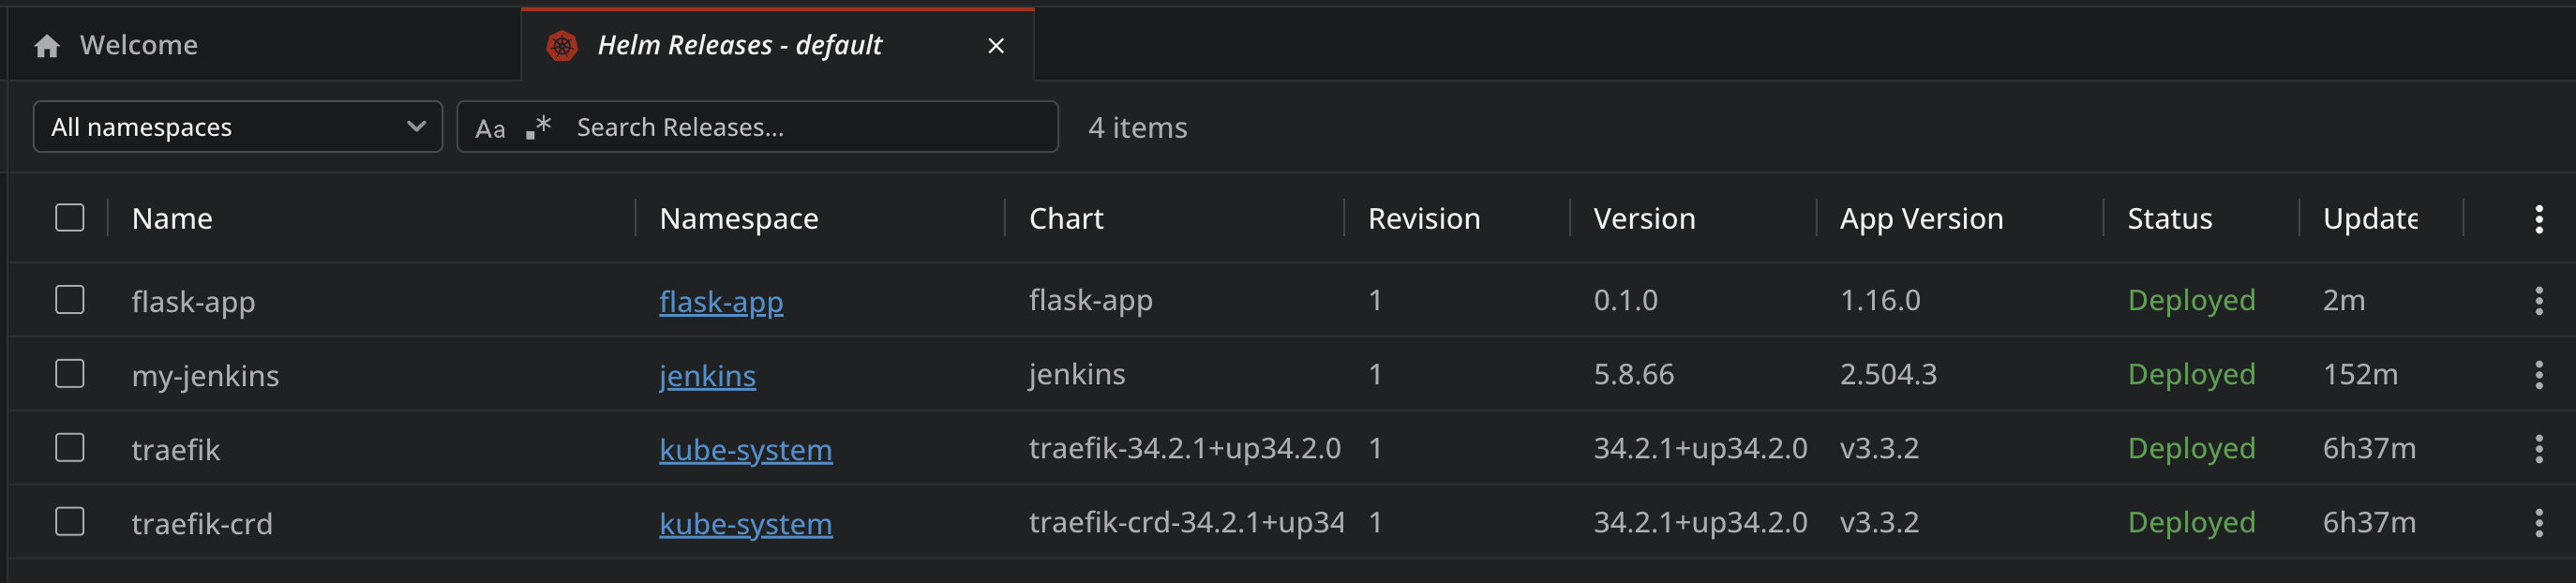 Welcome
Helm Releases - default
All namespaces Aa .* Search Releases... 4 items
Name Namespace Chart Revision Version App Version Status Update
flask-app flask-app flask-app 1 0.1.0 1.16.0 Deployed 2m
my-jenkins jenkins jenkins 1 5.8.66 2.504.3 Deployed 152m
traefik kube-system traefik-34.2.1+up34.2.0 1 34.2.1+up34.2.0 v3.3.2 Deployed 6h37m
traefik-crd kube-system traefik-crd-34.2.1+up34 1 34.2.1+up34.2.0 v3.3.2 Deployed 6h37m